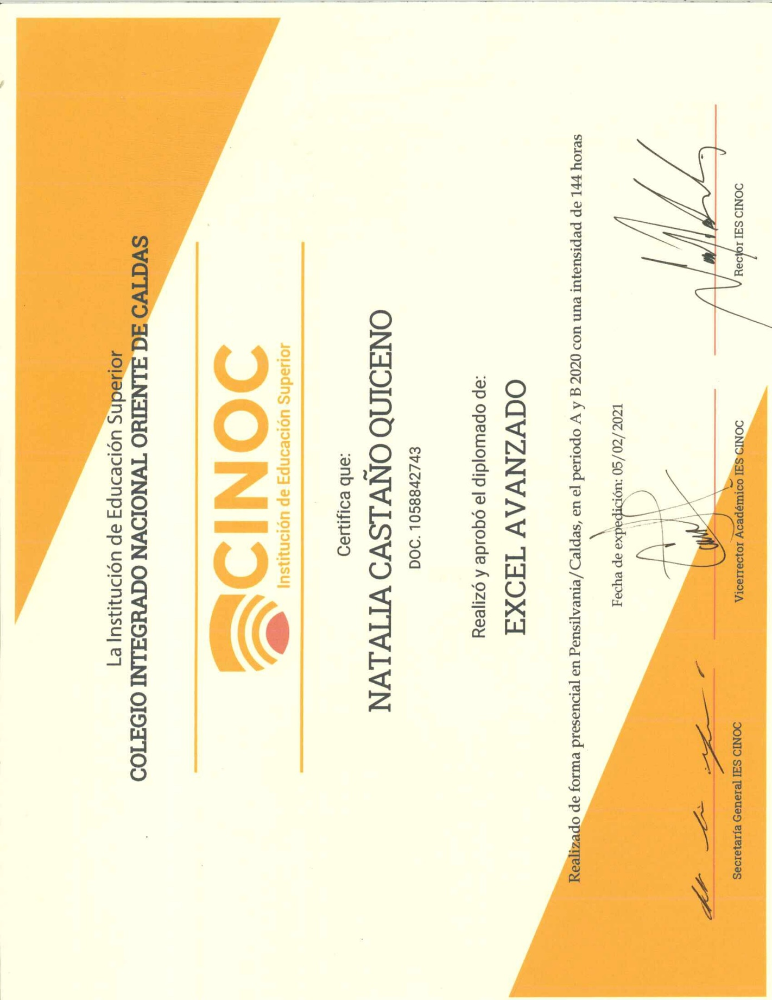 La Institución de Educación Superior
COLEGIO INTEGRADO NACIONAL ORIENTE DE CALDAS
CINOC
Institución de Educación Superior
Certifica que:
NATALIA CASTAÑO QUICENO
DOC. 1058842743
Realizó y aprobó el diplomado de:
EXCEL AVANZADO
Realizado de forma presencial en Pensilvania/Caldas, en el periodo A y B 2020 con una intensidad de 144 horas
Fecha de expedición: 05/02/2021
Secretaría General IES CINOC
Vicerrector Académico IES CINOC
Rector IES CINOC